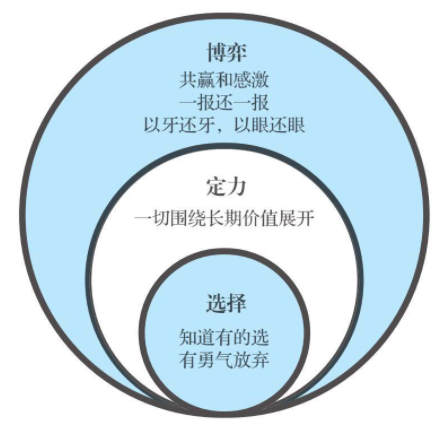 博弈
共赢和感激
一报还一报
以牙还牙，以眼还眼
定力
一切围绕长期价值展开
选择
知道有的选
有勇气放弃